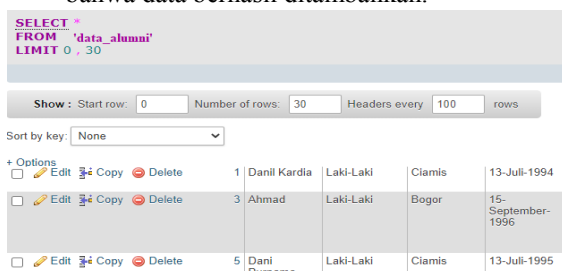 SELECT *
FROM 'data_alumni'
LIMIT 0 , 30
Show : Start row: 0 Number of rows: 30 Headers every 100 rows
Sort by key: None
+ Options
Edit Copy Delete 1 Danil Kardia Laki-Laki Ciamis 13-Juli-1994
Edit Copy Delete 3 Ahmad Laki-Laki Bogor 15-
September-
1996
Edit Copy Delete 5 Dani Laki-Laki Ciamis 13-Juli-1995